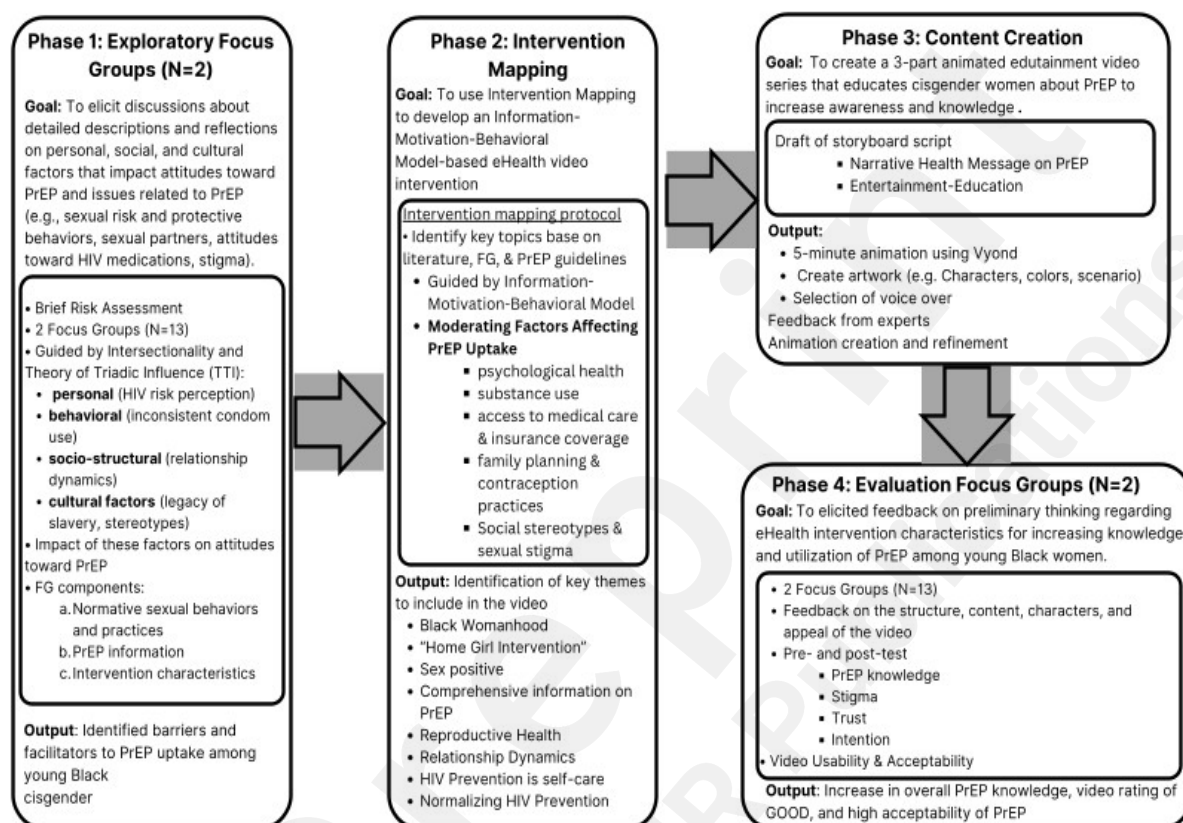 Phase 1: Exploratory Focus
Groups (N=2)
Goal: To elicit discussions about
detailed descriptions and reflections
on personal, social, and cultural
factors that impact attitudes toward
PrEP and issues related to PrEP
(e.g., sexual risk and protective
behaviors, sexual partners, attitudes
toward HIV medications, stigma).
• Brief Risk Assessment
• 2 Focus Groups (N=13)
• Guided by Intersectionality and
Theory of Triadic Influence (TTI):
• personal (HIV risk perception)
• behavioral (inconsistent condom
use)
• socio-structural (relationship
dynamics)
• cultural factors (legacy of
slavery, stereotypes)
• Impact of these factors on attitudes
toward PrEP
• FG components:
a. Normative sexual behaviors
and practices
b. PrEP information
c. Intervention characteristics
Output: Identified barriers and
facilitators to PrEP uptake among
young Black
cisgender
Phase 2: Intervention
Mapping
Goal: To use Intervention Mapping
to develop an Information-
Motivation-Behavioral
Model-based eHealth video
intervention
Intervention mapping protocol
• Identify key topics base on
literature, FG, & PrEP guidelines
• Guided by Information-
Motivation-Behavioral Model
• Moderating Factors Affecting
PrEP Uptake
▪ psychological health
▪ substance use
▪ access to medical care
& insurance coverage
▪ family planning &
contraception
practices
▪ Social stereotypes &
sexual stigma
Output: Identification of key themes
to include in the video
• Black Womanhood
• "Home Girl Intervention"
• Sex positive
• Comprehensive information on
PrEP
• Reproductive Health
• Relationship Dynamics
• HIV Prevention is self-care
• Normalizing HIV Prevention
Phase 3: Content Creation
Goal: To create a 3-part animated edutainment video
series that educates cisgender women about PrEP to
increase awareness and knowledge .
Draft of storyboard script
▪ Narrative Health Message on PrEP
▪ Entertainment-Education
Output:
• 5-minute animation using Vyond
• Create artwork (e.g. Characters, colors, scenario)
• Selection of voice over
Feedback from experts
Animation creation and refinement
Phase 4: Evaluation Focus Groups (N=2)
Goal: To elicited feedback on preliminary thinking regarding
eHealth intervention characteristics for increasing knowledge
and utilization of PrEP among young Black women.
• 2 Focus Groups (N=13)
• Feedback on the structure, content, characters, and
appeal of the video
• Pre- and post-test
▪ PrEP knowledge
▪ Stigma
▪ Trust
▪ Intention
• Video Usability & Acceptability
Output: Increase in overall PrEP knowledge, video rating of
GOOD, and high acceptability of PrEP